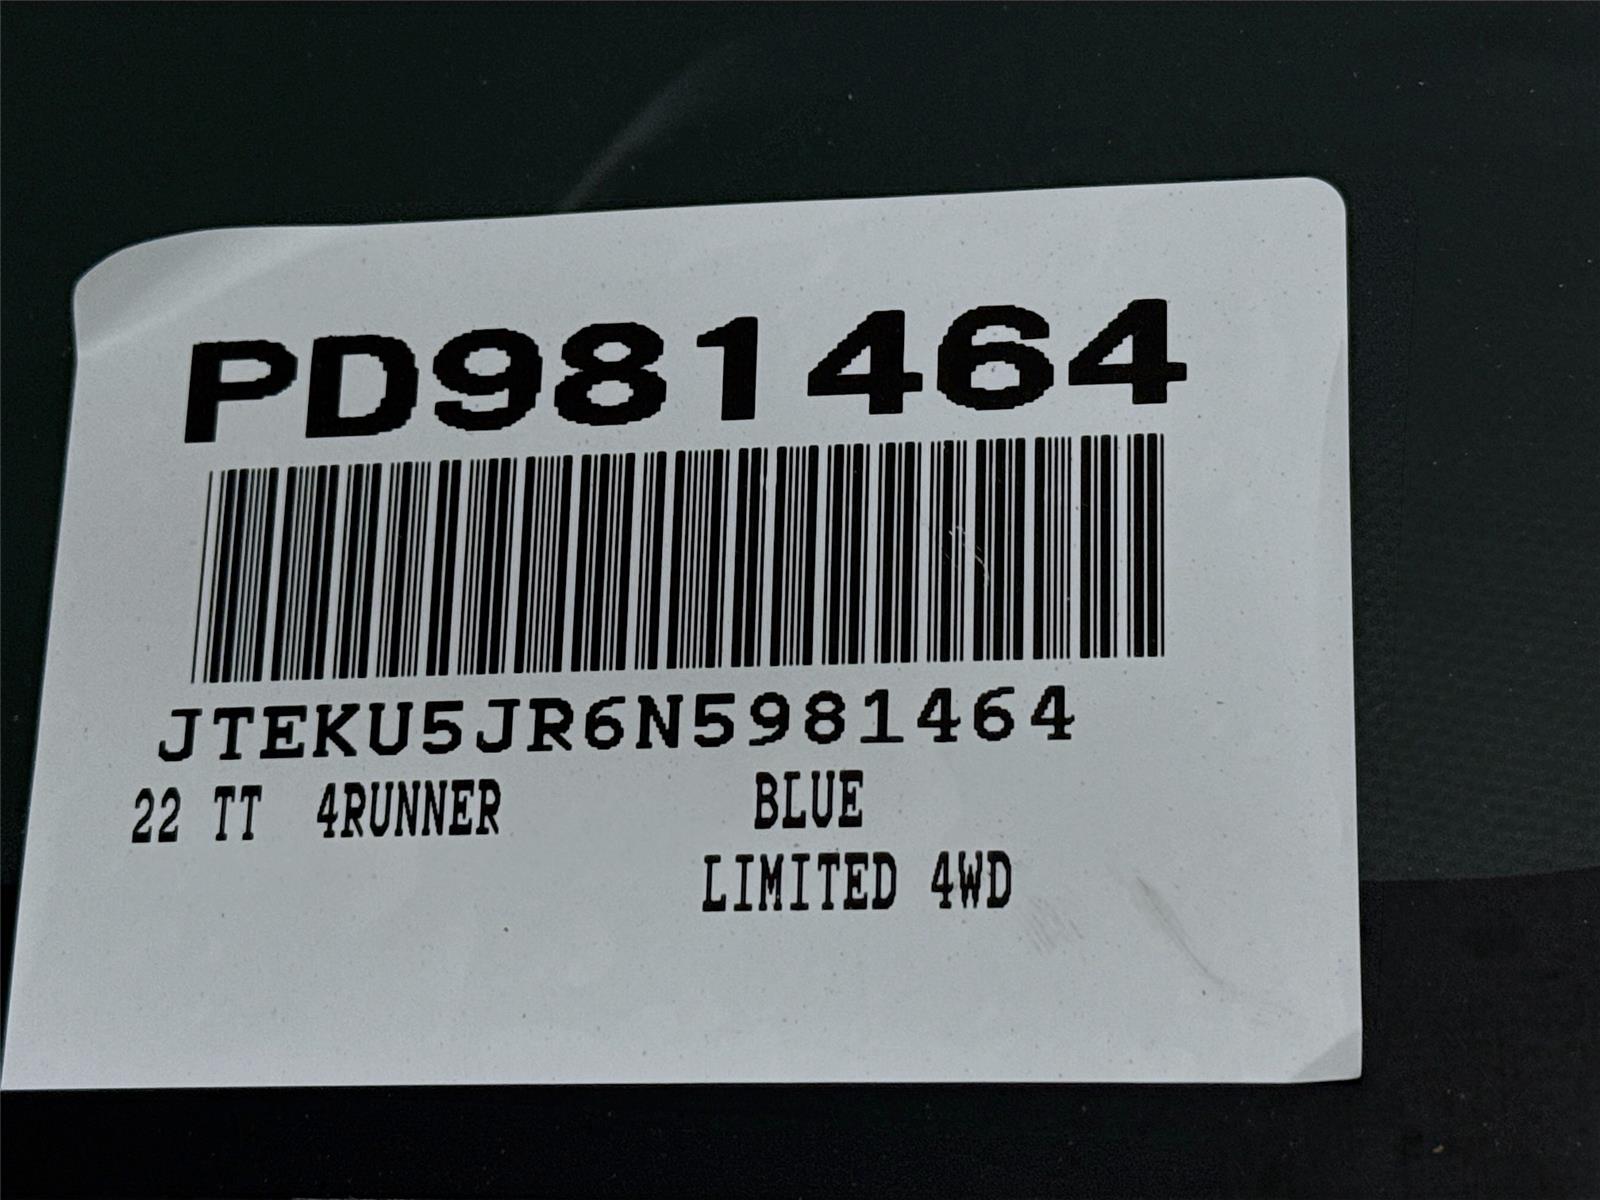 PD981464
JTEKU5JR6N5981464
22 TT 4RUNNER BLUE
LIMITED 4WD